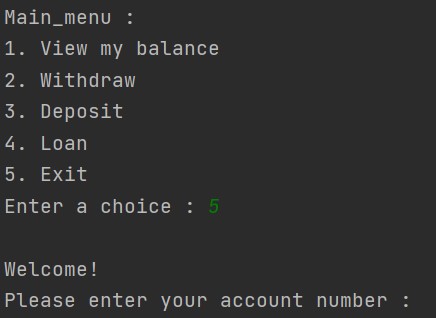 Main_menu :
1. View my balance
2. Withdraw
3. Deposit
4. Loan
5. Exit
Enter a choice : 5
Welcome!
Please enter your account number :